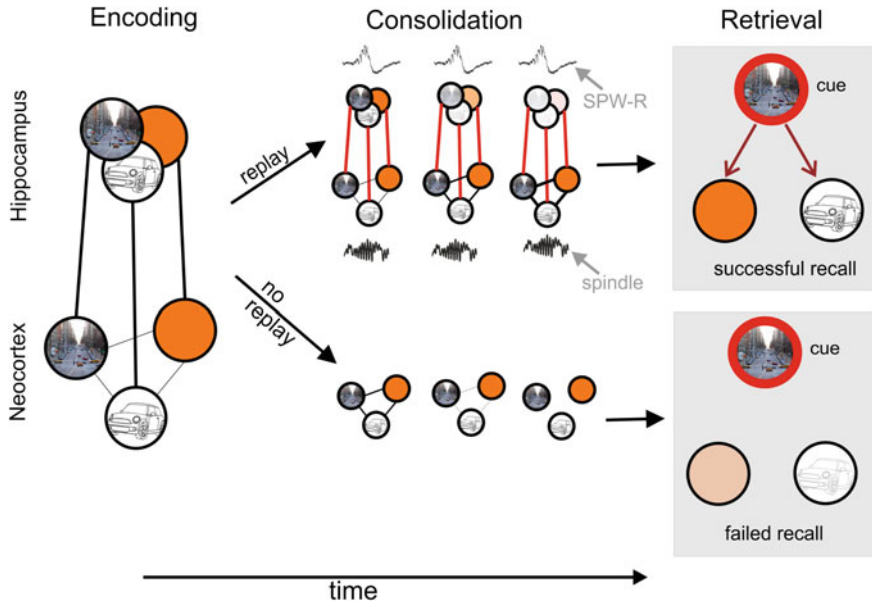 Encoding
Consolidation
Retrieval
Hippocampus
Neocortex
replay
no
replay
SPW-R
spindle
cue
successful recall
cue
failed recall
time